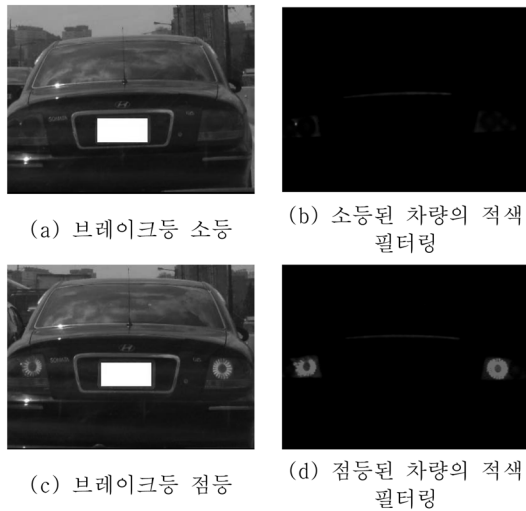 (a) 브레이크등 소등
(b) 소등된 차량의 적색
필터링
(c) 브레이크등 점등
(d) 점등된 차량의 적색
필터링